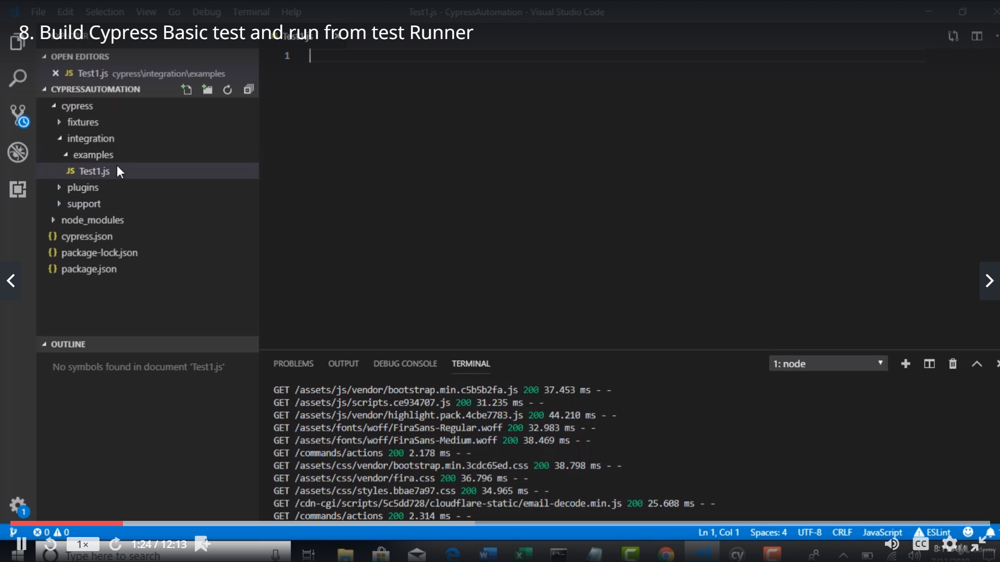 File Edit Selection View Go Debug Terminal Help
Test1.js - CypressAutomation - Visual Studio Code
8. Build Cypress Basic test and run from test Runner
OPEN EDITORS
JS Test1.js cypress\integration\examples
CYPRESSAUTOMATION
cypress
fixtures
integration
examples
JS Test1.js
plugins
support
node_modules
{} cypress.json
{} package-lock.json
{} package.json
OUTLINE
No symbols found in document 'Test1.js'
1
1
PROBLEMS OUTPUT DEBUG CONSOLE TERMINAL
1: node
GET /assets/js/vendor/bootstrap.min.c5b5b2fa.js 200 37.453 ms - -
GET /assets/js/scripts.ce934707.js 200 31.235 ms - -
GET /assets/js/vendor/highlight.pack.4cbe7783.js 200 44.210 ms - -
GET /assets/fonts/woff/FiraSans-Regular.woff 200 32.983 ms - -
GET /assets/fonts/woff/FiraSans-Medium.woff 200 38.469 ms - -
GET /commands/actions 200 2.178 ms - -
GET /assets/css/vendor/bootstrap.min.3cdc65ed.css 200 38.798 ms - -
GET /assets/css/vendor/fira.css 200 36.796 ms - -
GET /assets/css/styles.bbae7a97.css 200 34.965 ms - -
GET /cdn-cgi/scripts/5c5dd728/cloudflare-static/email-decode.min.js 200 25.608 ms - -
GET /commands/actions 200 2.314 ms - -
0 0
Ln 1, Col 1 Spaces: 4 UTF-8 CRLF JavaScript ESLint
1× 1:24 / 12:13
Type here to search
cy
CC